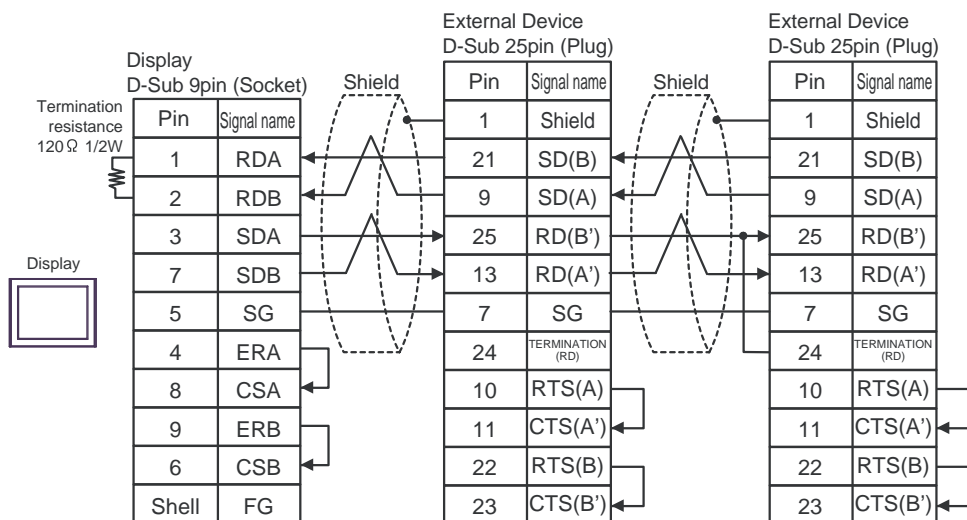 External Device
D-Sub 25pin (Plug)
External Device
D-Sub 25pin (Plug)
Display
D-Sub 9pin (Socket)
Shield
Shield
Termination
resistance
120Ω 1/2W
Display
Pin Signal name
1 RDA
2 RDB
3 SDA
7 SDB
5 SG
4 ERA
8 CSA
9 ERB
6 CSB
Shell FG
Pin Signal name
1 Shield
21 SD(B)
9 SD(A)
25 RD(B’)
13 RD(A’)
7 SG
24 TERMINATION
(RD)
10 RTS(A)
11 CTS(A’)
22 RTS(B)
23 CTS(B’)
Pin Signal name
1 Shield
21 SD(B)
9 SD(A)
25 RD(B’)
13 RD(A’)
7 SG
24 TERMINATION
(RD)
10 RTS(A)
11 CTS(A’)
22 RTS(B)
23 CTS(B’)